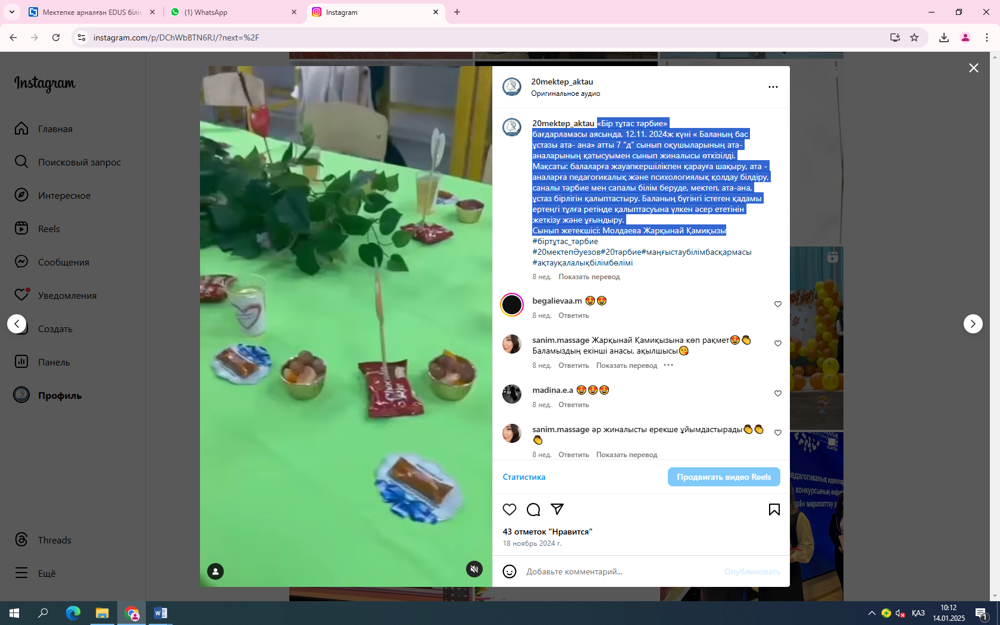 Мектепке арналған EDUS білім
(1) WhatsApp
Instagram
instagram.com/p/DChWbBTN6RJ/?next=%2F
Instagram
Главная
Поисковый запрос
Интересное
Reels
Сообщения
Уведомления
Создать
Панель
Профиль
Threads
Ещё
20mektep_aktau
Оригинальное аудио
20mektep_aktau «Бір тұтас тәрбие»
бағдарламасы аясында, 12.11. 2024ж күні « Баланың бас
ұстазы ата- ана» атты 7 "д" сынып оқушыларының ата-
аналарының қатысуымен сынып жиналысы өткізілді.
Мақсаты: балаларға жауапкершілікпен қарауға шақыру, ата -
аналарға педагогикалық және психологиялық қолдау білдіру,
саналы тәрбие мен сапалы білім беруде, мектеп, ата-ана,
ұстаз бірлігін қалыптастыру. Баланың бүгінгі істеген қадамы
ертеңгі тұлға ретінде қалыптасуына үлкен әсер ететінін
жеткізу және ұғындыру.
Сынып жетекшісі: Молдаева Жарқынай Қамиқызы
#біртұтас_тәрбие
#20мектепӘуезов#20тәрбие#маңғыстаубілімбасқармасы
#ақтауқалалықбілімбөлімі
8 нед. Показать перевод
begalievaa.m 😍😍
8 нед. Ответить
sanim.massage Жарқынай Қамиқызына көп рақмет😍👏
Баламыздың екінші анасы, ақылшысы😘
8 нед. Ответить Показать перевод
madina.e.a 😍😍😍
8 нед. Ответить
sanim.massage әр жиналысты ерекше ұйымдастырады👏👏
👏
8 нед. Ответить Показать перевод
Статистика
Продвигать видео Reels
43 отметок "Нравится"
18 ноябрь 2024 г.
Добавьте комментарий...
Опубликовать
конкурсының
марапаттау
ҚАЗ
10:12
14.01.2025
1